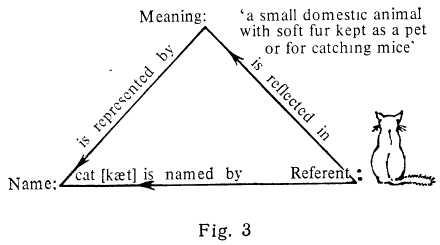 Meaning:
‘a small domestic animal
with soft fur kept as a pet
or for catching mice’
is represented by
is reflected in
Name:
cat [kæt] is named by
Referent:
Fig. 3